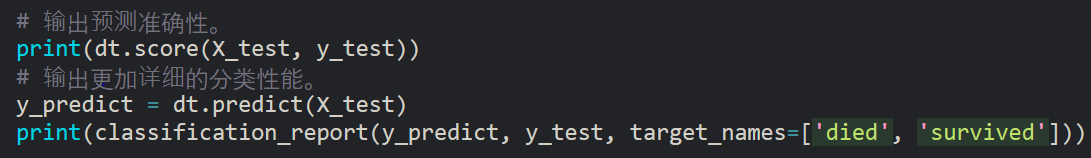 # 输出预测准确性。
print(dt.score(X_test, y_test))
# 输出更加详细的分类性能。
y_predict = dt.predict(X_test)
print(classification_report(y_predict, y_test, target_names=['died', 'survived']))